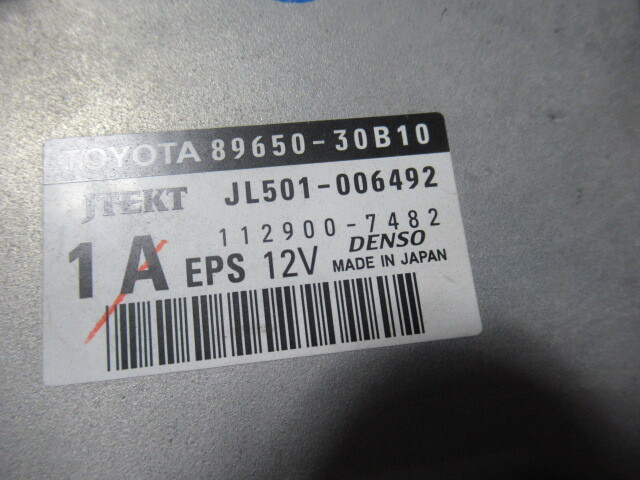 TOYOTA 89650-30B10
JTEKT JL501-006492
112900-7482
1A EPS 12V DENSO
MADE IN JAPAN